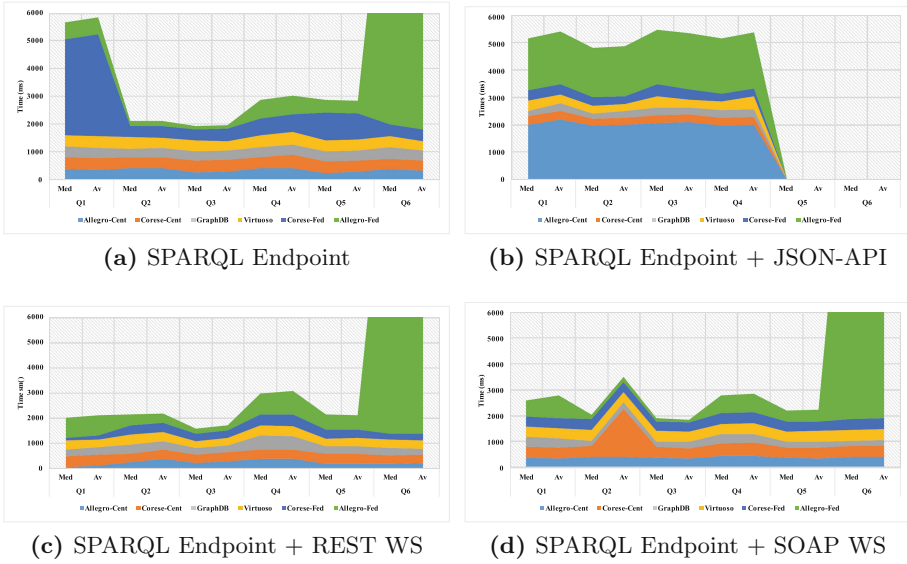 6000
5000
4000
3000
2000
1000
0
Time (ms)
Med Av Med Av Med Av Med Av Med Av Med Av
Q1 Q2 Q3 Q4 Q5 Q6
Allegro-Cent Corese-Cent GraphDB Virtuoso Corese-Fed Allegro-Fed
(a) SPARQL Endpoint
6000
5000
4000
3000
2000
1000
0
Times (ms)
Med Av Med Av Med Av Med Av Med Av Med Av
Q1 Q2 Q3 Q4 Q5 Q6
Allegro-Cent Corese-Cent GraphDB Virtuoso Corese-Fed Allegro-Fed
(b) SPARQL Endpoint + JSON-API
6000
5000
4000
3000
2000
1000
0
Time sm()
Med Av Med Av Med Av Med Av Med Av Med Av
Q1 Q2 Q3 Q4 Q5 Q6
Allegro-Cent Corese-Cent GraphDB Virtuoso Corese-Fed Allegro-Fed
(c) SPARQL Endpoint + REST WS
6000
5000
4000
3000
2000
1000
0
Time (ms)
Med Av Med Av Med Av Med Av Med Av Med Av
Q1 Q2 Q3 Q4 Q5 Q6
Allegro-Cent Corese-Cent GraphDB Virtuoso Corese-Fed Allegro-Fed
(d) SPARQL Endpoint + SOAP WS